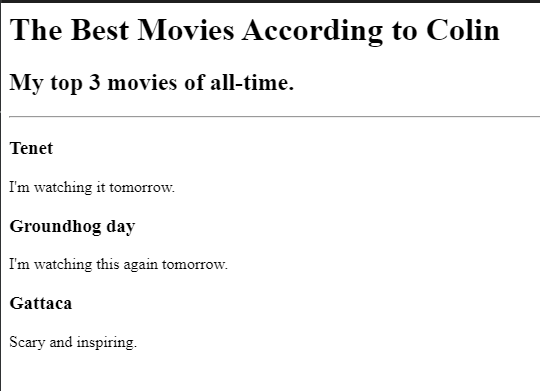 The Best Movies According to Colin
My top 3 movies of all-time.
Tenet
I'm watching it tomorrow.
Groundhog day
I'm watching this again tomorrow.
Gattaca
Scary and inspiring.